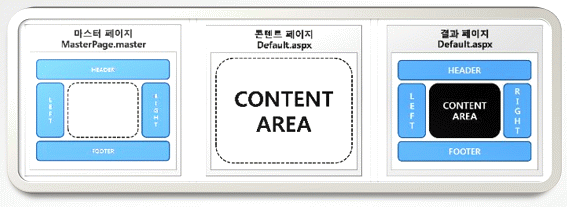 마스터 페이지
MasterPage.master
HEADER
LEFT
RIGHT
FOOTER
콘텐트 페이지
Default.aspx
CONTENT
AREA
결과 페이지
Default.aspx
HEADER
LEFT
CONTENT
AREA
RIGHT
FOOTER